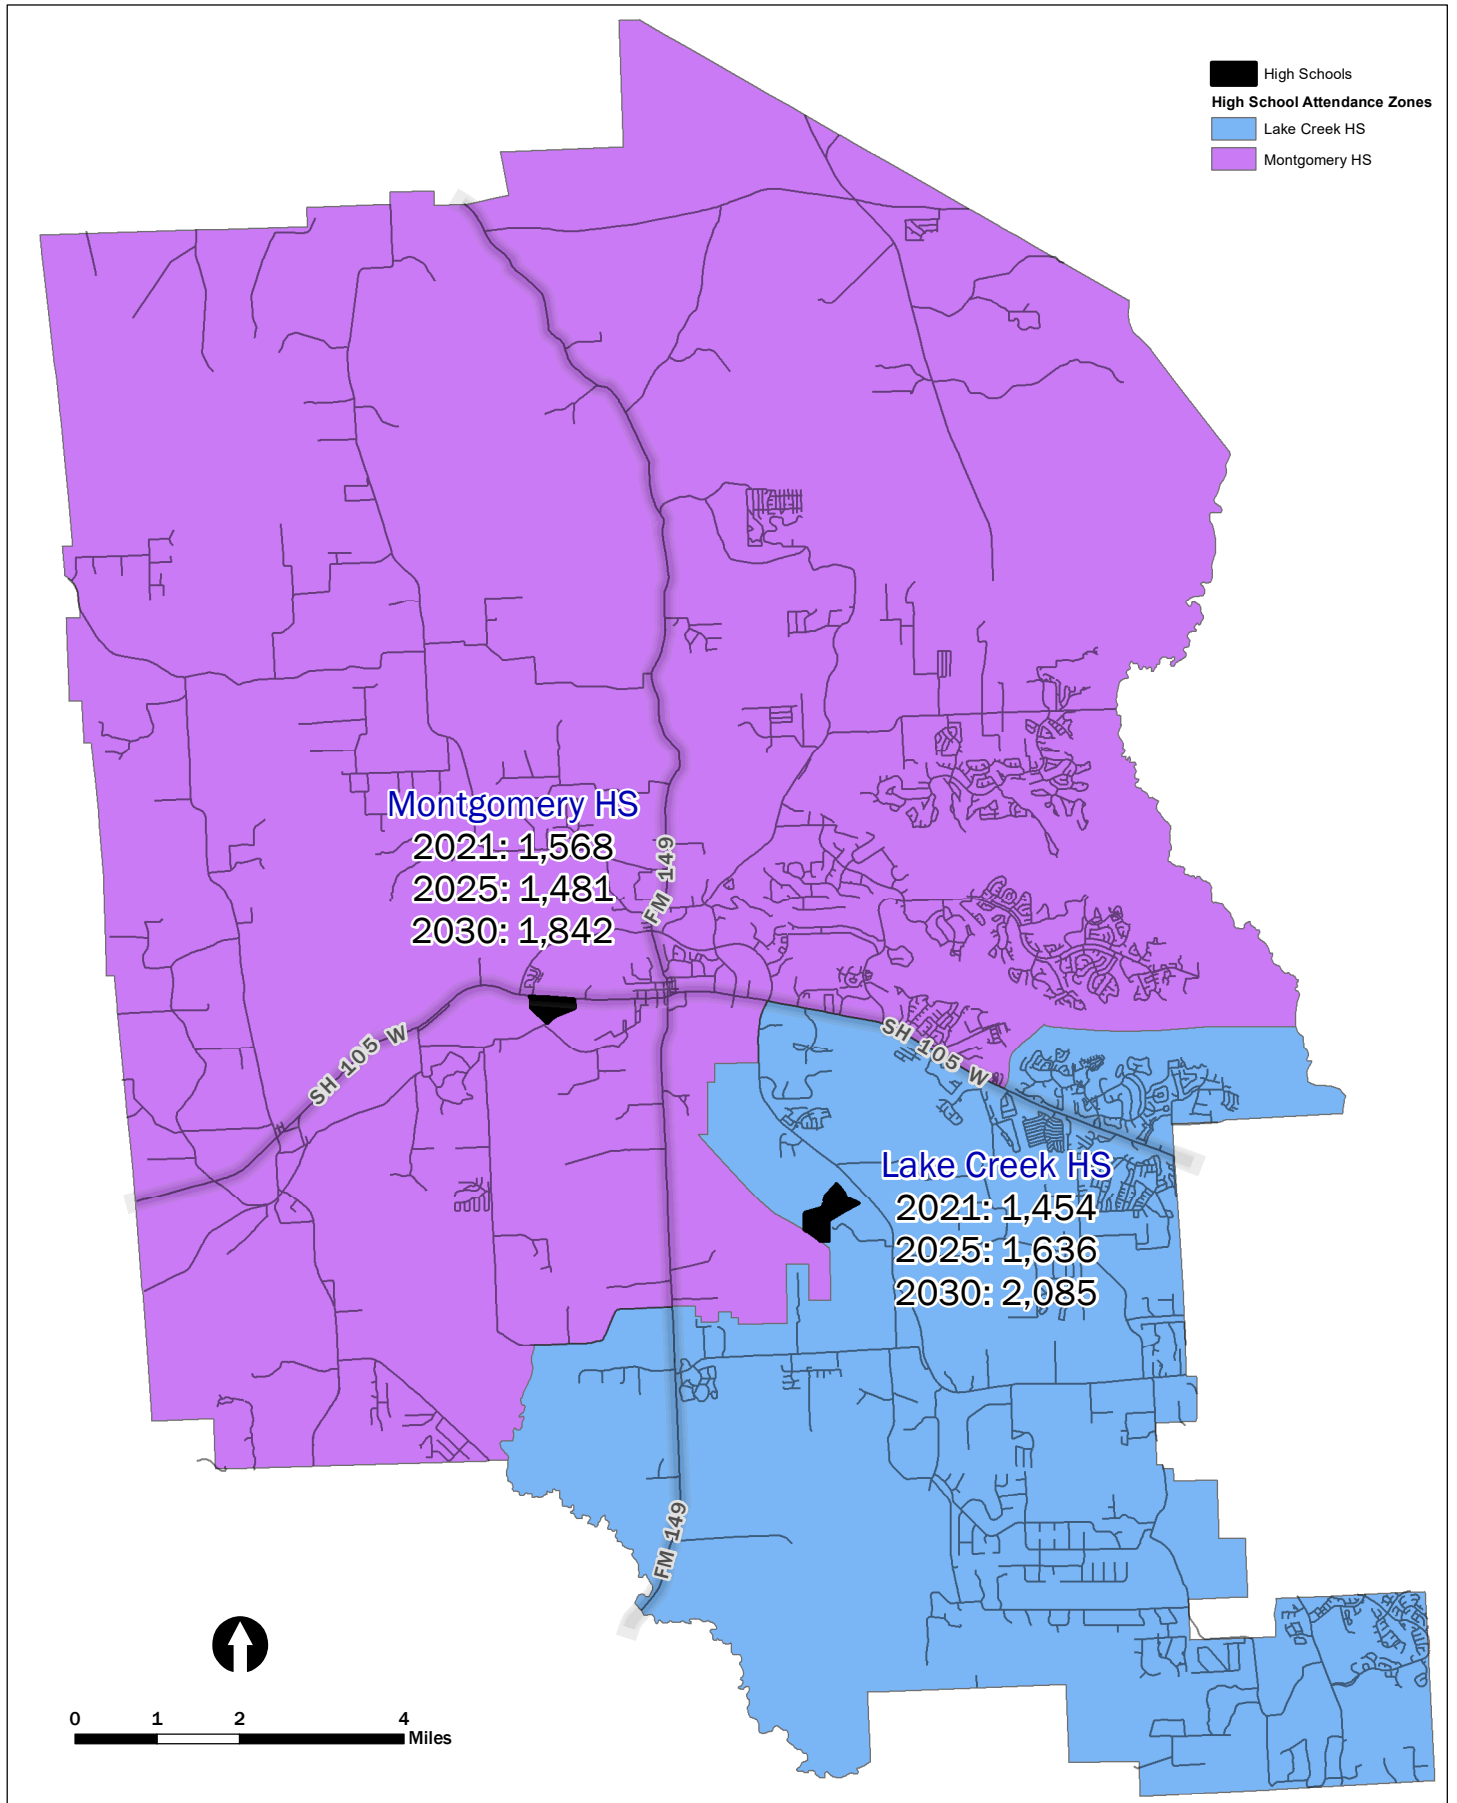 High Schools
High School Attendance Zones
Lake Creek HS
Montgomery HS
Montgomery HS
2021: 1,568
2025: 1,481
2030: 1,842
FM 149
SH 105 W
SH 105 W
Lake Creek HS
2021: 1,454
2025: 1,636
2030: 2,085
FM 149
0 1 2 4
Miles